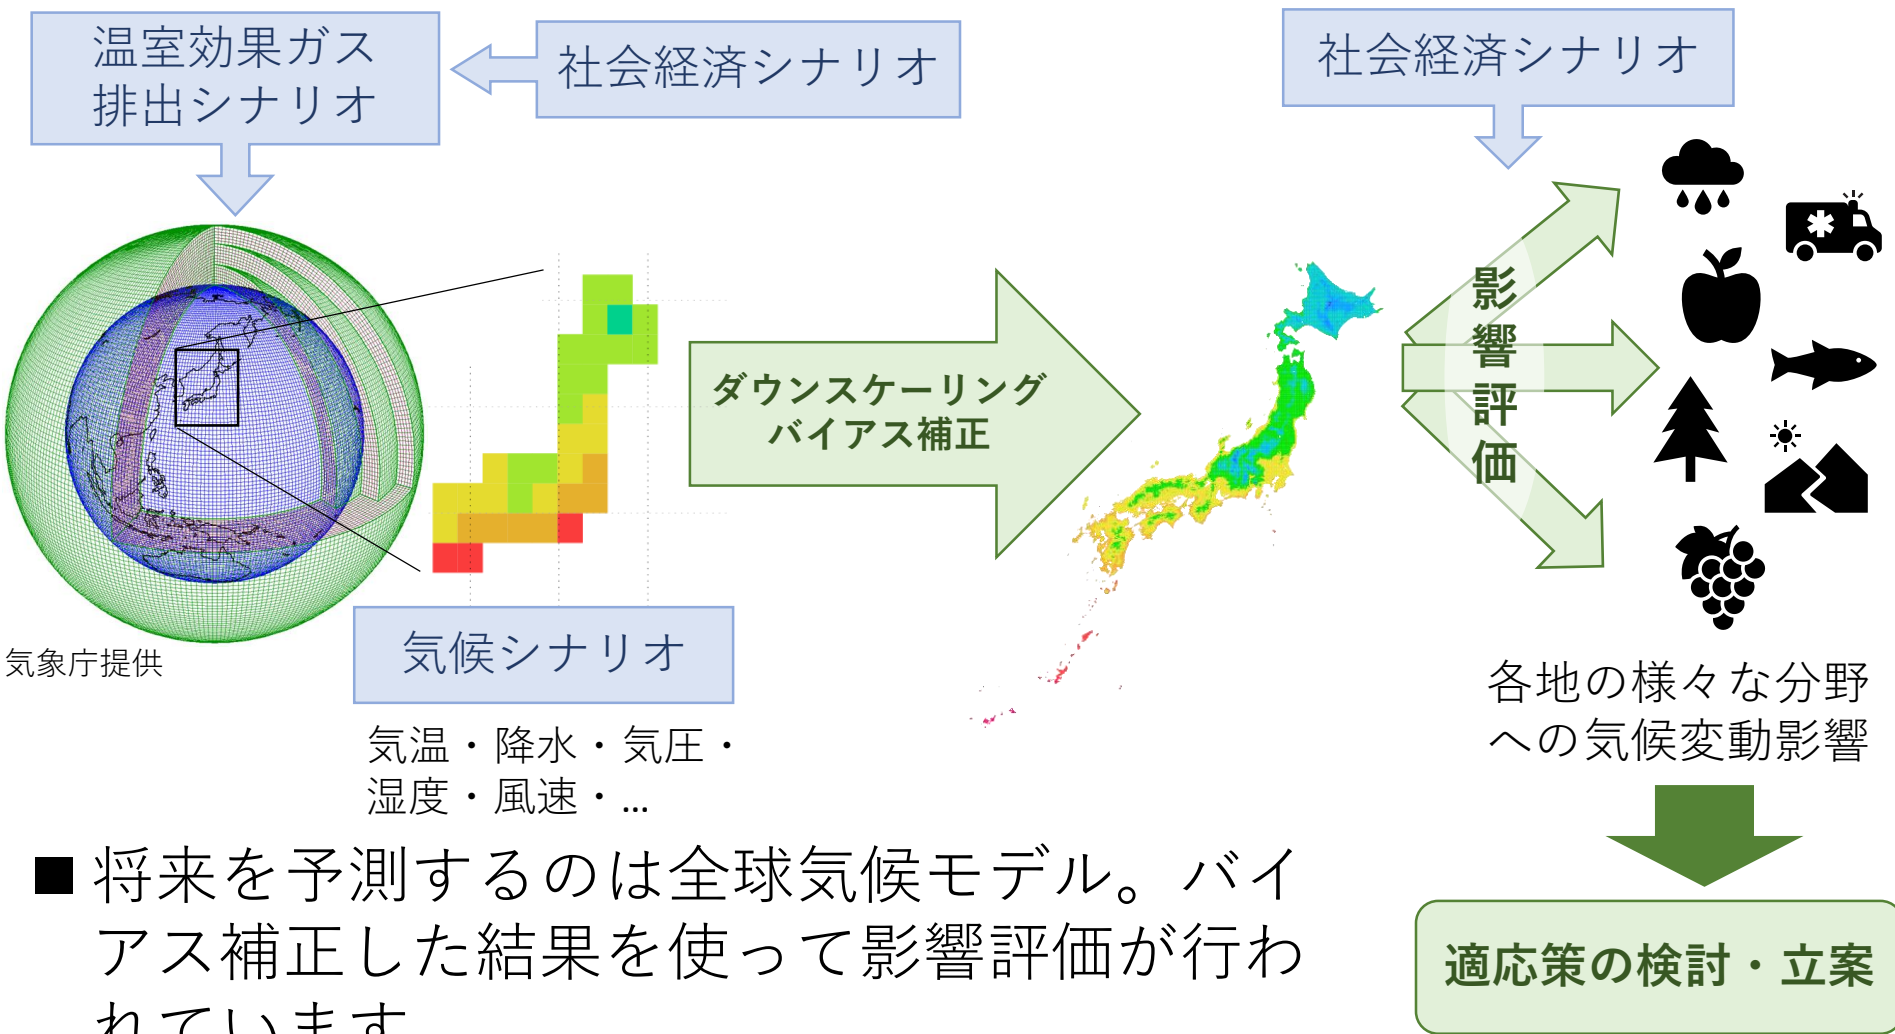 温室効果ガス
排出シナリオ
社会経済シナリオ
社会経済シナリオ
ダウンスケーリング
バイアス補正
影響評価
気象庁提供
気候シナリオ
気温・降水・気圧・
湿度・風速・…
各地の様々な分野
への気候変動影響
■将来を予測するのは全球気候モデル。バイ
アス補正した結果を使って影響評価が行わ
れています
適応策の検討・立案